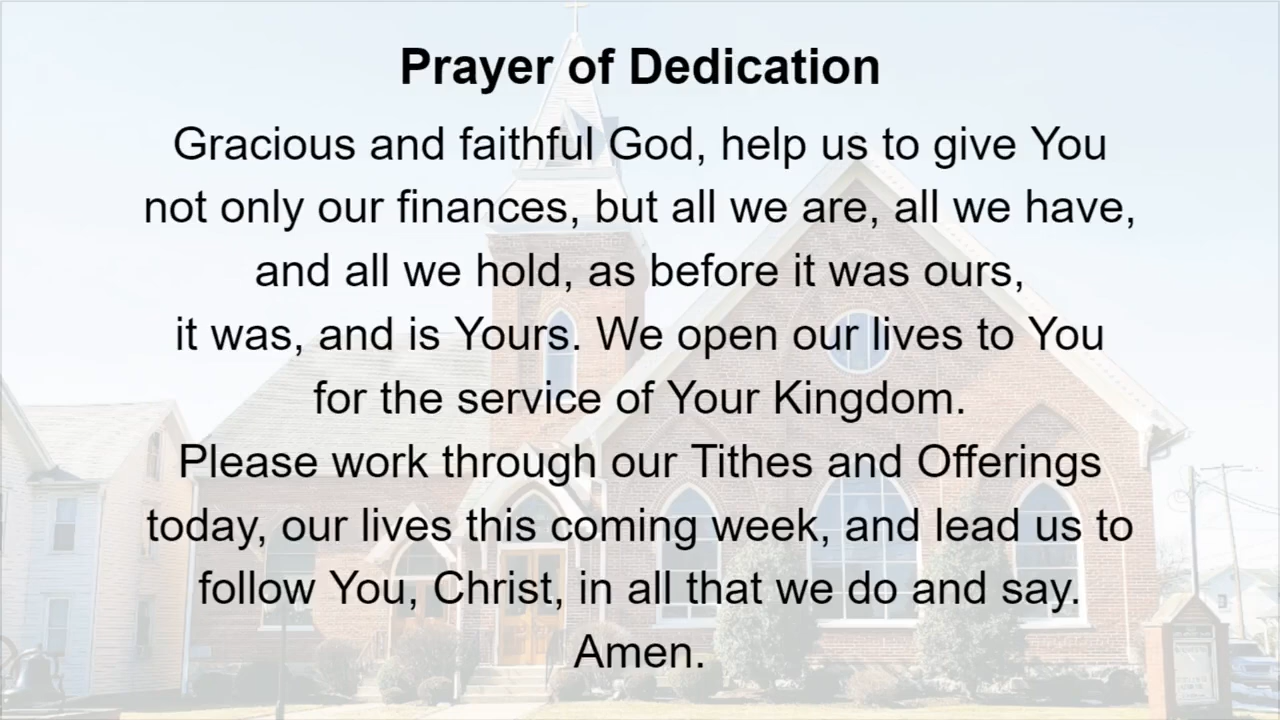 Prayer of Dedication
Gracious and faithful God, help us to give You
not only our finances, but all we are, all we have,
and all we hold, as before it was ours,
it was, and is Yours. We open our lives to You
for the service of Your Kingdom.
Please work through our Tithes and Offerings
today, our lives this coming week, and lead us to
follow You, Christ, in all that we do and say.
Amen.